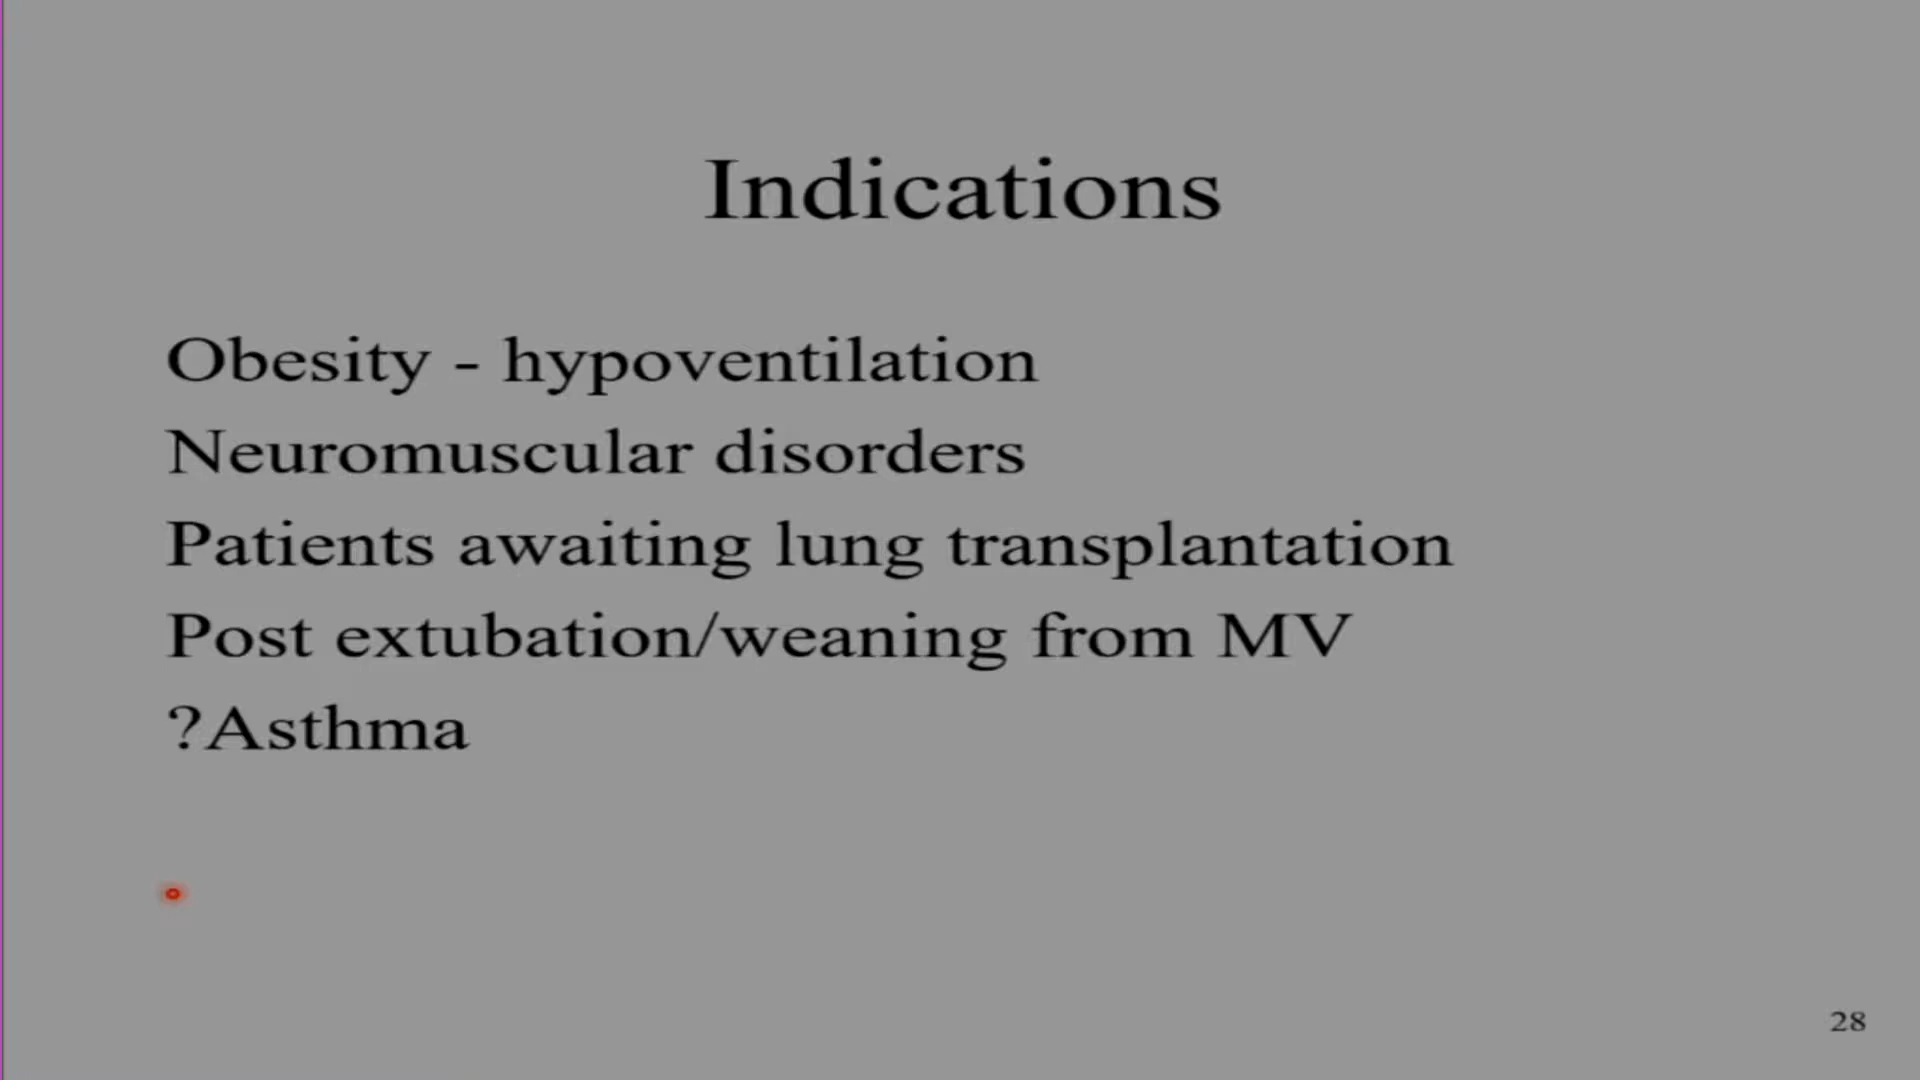 Indications
Obesity - hypoventilation
Neuromuscular disorders
Patients awaiting lung transplantation
Post extubation/weaning from MV
?Asthma
28